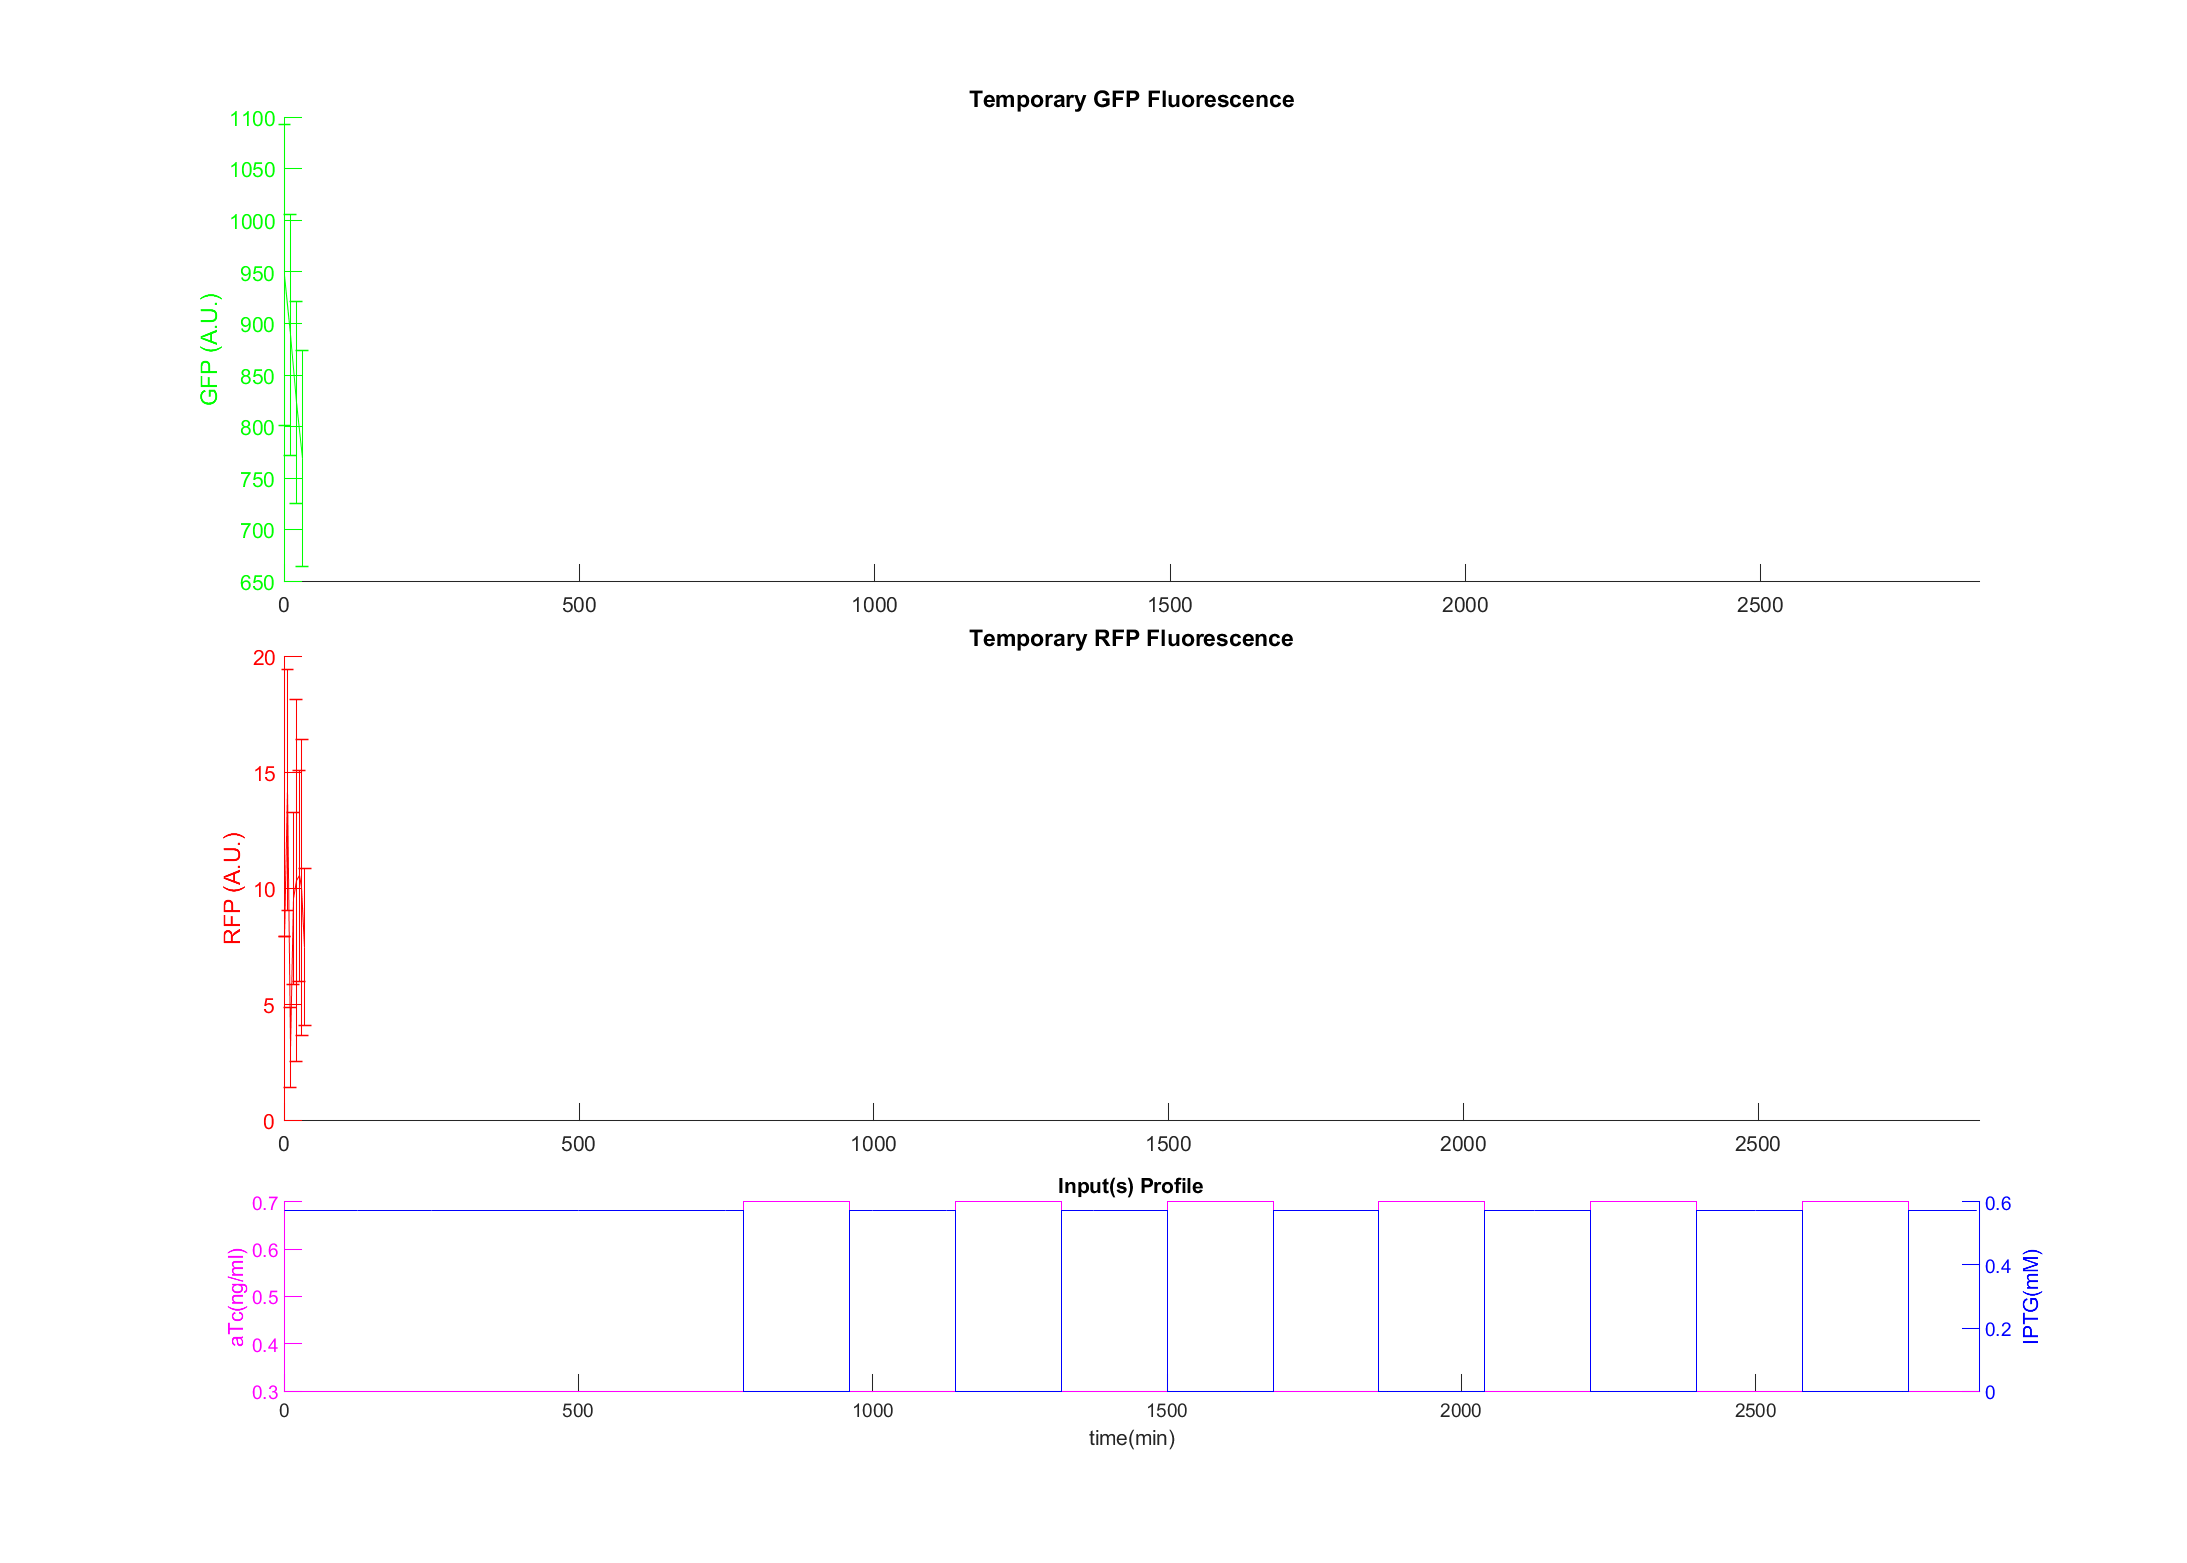 Temporary GFP Fluorescence
1100
1050
1000
950
900
850
800
750
700
650
GFP (A.U.)
0 500 1000 1500 2000 2500
Temporary RFP Fluorescence
20
15
10
5
0
RFP (A.U.)
0 500 1000 1500 2000 2500
Input(s) Profile
0.7
0.6
0.5
0.4
0.3
aTc(ng/ml)
0.6
0.4
0.2
0
IPTG(mM)
0 500 1000 1500 2000 2500
time(min)